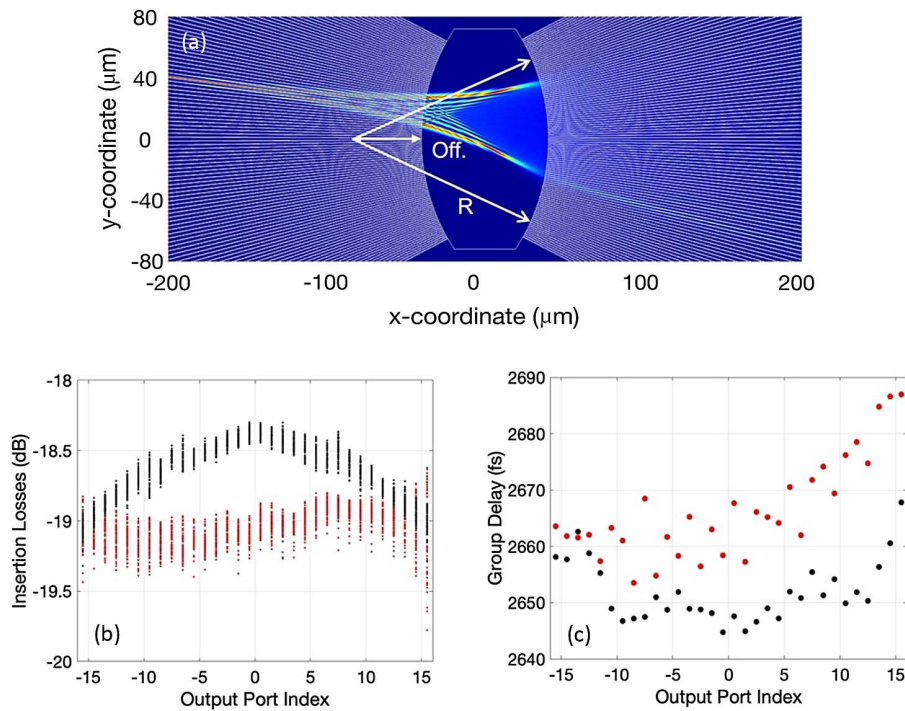 (a)
80
40
0
-40
-80
y-coordinate (μm)
Off.
R
-200 -100 0 100 200
x-coordinate (μm)
-18
-18.5
-19
-19.5
-20
Insertion Losses (dB)
(b)
-15 -10 -5 0 5 10 15
Output Port Index
2690
2680
2670
2660
2650
2640
Group Delay (fs)
(c)
-15 -10 -5 0 5 10 15
Output Port Index